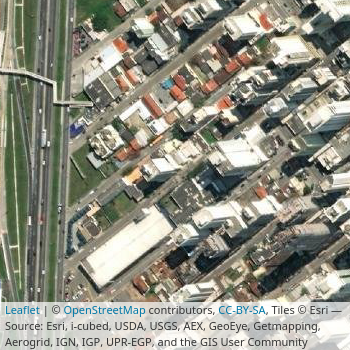 Leaflet | © OpenStreetMap contributors, CC-BY-SA, Tiles © Esri —
Source: Esri, i-cubed, USDA, USGS, AEX, GeoEye, Getmapping,
Aerogrid, IGN, IGP, UPR-EGP, and the GIS User Community